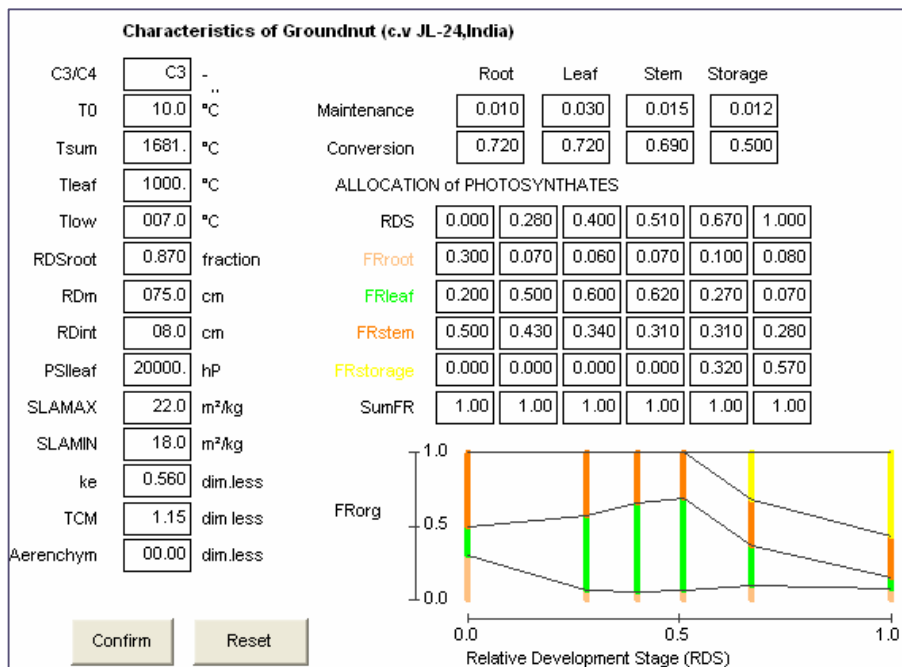 Characteristics of Groundnut (c.v JL-24,India)
C3/C4 C3 -
T0 10.0 °C
Tsum 1681. °C
Tleaf 1000. °C
Tlow 007.0 °C
RDSroot 0.870 fraction
RDm 075.0 cm
RDint 08.0 cm
PSIleaf 20000. hP
SLAMAX 22.0 m²/kg
SLAMIN 18.0 m²/kg
ke 0.560 dim.less
TCM 1.15 dim.less
Aerenchym 00.00 dim.less
Confirm Reset
Root Leaf Stem Storage
Maintenance 0.010 0.030 0.015 0.012
Conversion 0.720 0.720 0.690 0.500
ALLOCATION of PHOTOSYNTHATES
RDS 0.000 0.280 0.400 0.510 0.670 1.000
FRroot 0.300 0.070 0.060 0.070 0.100 0.080
FRleaf 0.200 0.500 0.600 0.620 0.270 0.070
FRstem 0.500 0.430 0.340 0.310 0.310 0.280
FRstorage 0.000 0.000 0.000 0.000 0.320 0.570
SumFR 1.00 1.00 1.00 1.00 1.00 1.00
1.0
FRorg 0.5
0.0
0.0 0.5 1.0
Relative Development Stage (RDS)